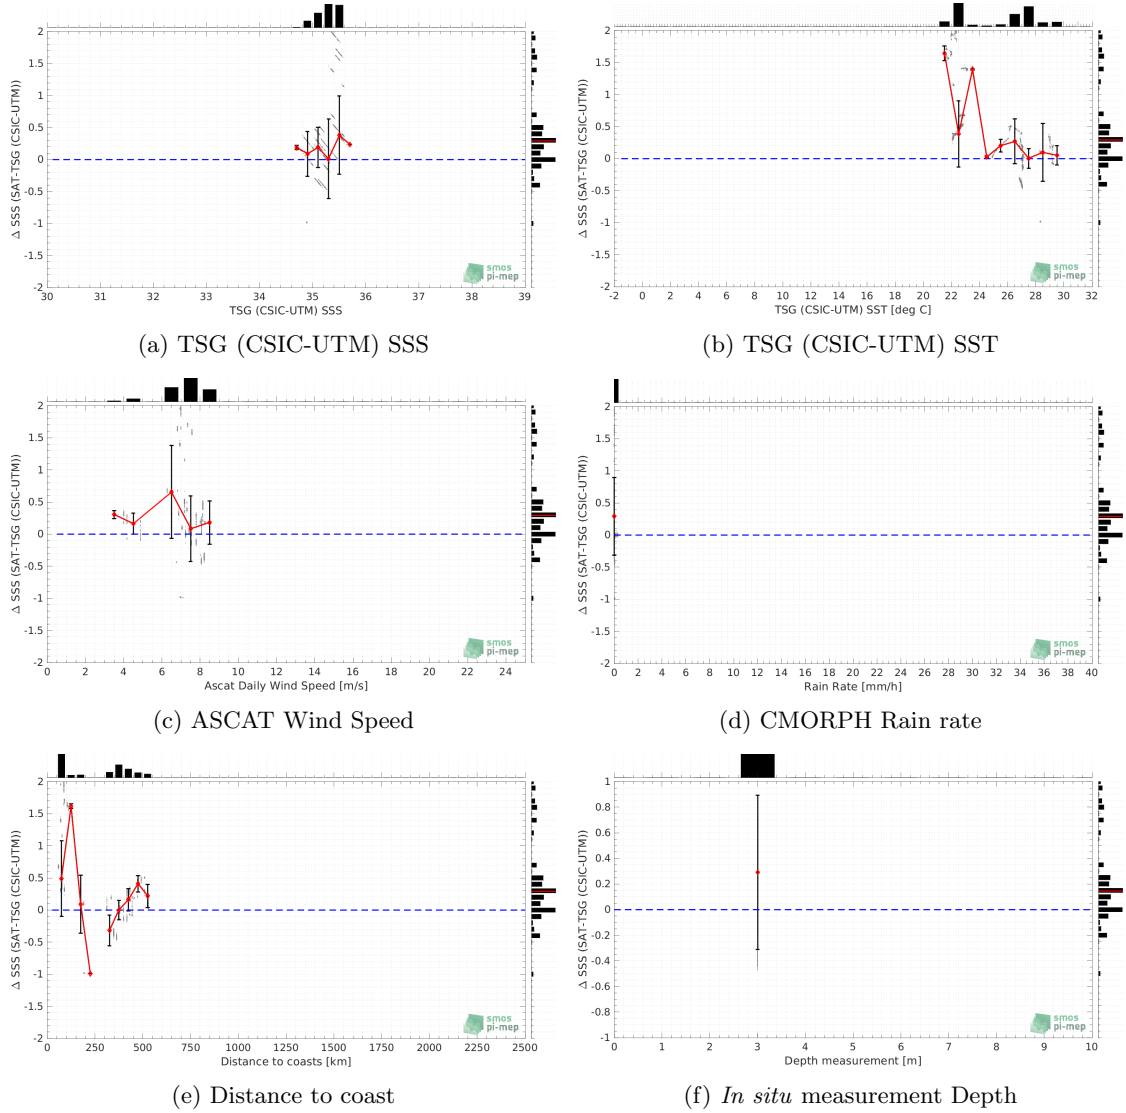 2
1.5
1
0.5
0
-0.5
-1
-1.5
-2
Δ SSS (SAT-TSG (CSIC-UTM))
30 31 32 33 34 35 36 37 38 39
TSG (CSIC-UTM) SSS
smos
pi-mep
(a) TSG (CSIC-UTM) SSS
2
1.5
1
0.5
0
-0.5
-1
-1.5
-2
Δ SSS (SAT-TSG (CSIC-UTM))
-2 0 2 4 6 8 10 12 14 16 18 20 22 24 26 28 30 32
TSG (CSIC-UTM) SST [deg C]
smos
pi-mep
(b) TSG (CSIC-UTM) SST
2
1.5
1
0.5
0
-0.5
-1
-1.5
-2
Δ SSS (SAT-TSG (CSIC-UTM))
0 2 4 6 8 10 12 14 16 18 20 22 24
Ascat Daily Wind Speed [m/s]
smos
pi-mep
(c) ASCAT Wind Speed
2
1.5
1
0.5
0
-0.5
-1
-1.5
-2
Δ SSS (SAT-TSG (CSIC-UTM))
0 2 4 6 8 10 12 14 16 18 20 22 24 26 28 30 32 34 36 38 40
Rain Rate [mm/h]
smos
pi-mep
(d) CMORPH Rain rate
2
1.5
1
0.5
0
-0.5
-1
-1.5
-2
Δ SSS (SAT-TSG (CSIC-UTM))
0 250 500 750 1000 1250 1500 1750 2000 2250 2500
Distance to coasts [km]
smos
pi-mep
(e) Distance to coast
1
0.8
0.6
0.4
0.2
0
-0.2
-0.4
-0.6
-0.8
-1
Δ SSS (SAT-TSG (CSIC-UTM))
0 1 2 3 4 5 6 7 8 9 10
Depth measurement [m]
smos
pi-mep
(f) In situ measurement Depth